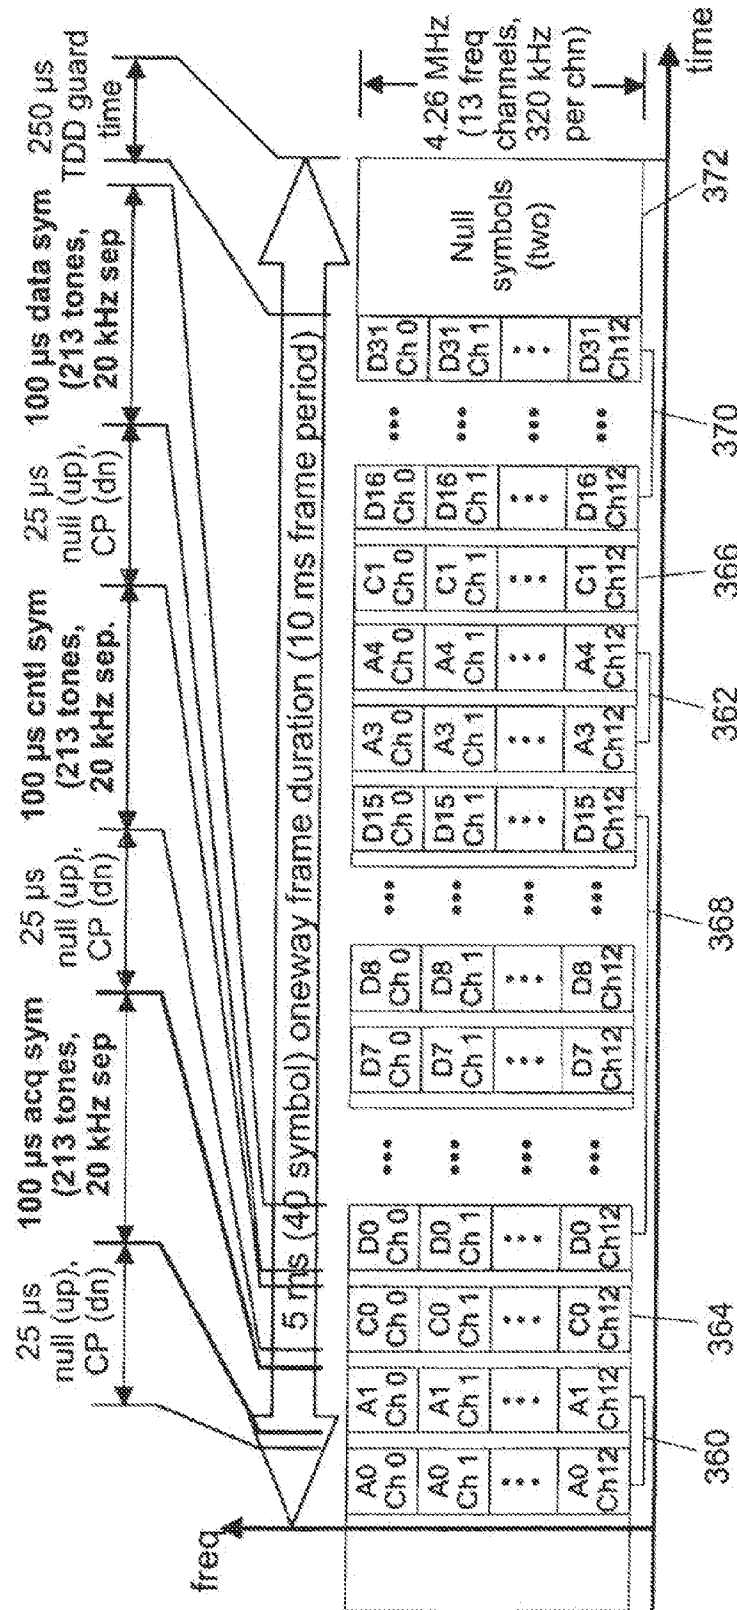 25 µs
null (up),
CP (dn)
100 µs acq sym
(213 tones,
20 kHz sep
25 µs
null (up),
CP (dn)
100 µs cntl sym
(213 tones,
20 kHz sep.
25 µs
null (up),
CP (dn)
100 µs data sym
(213 tones,
20 kHz sep
250 µs
TDD guard
time
freq
5 ms (40 symbol) oneway frame duration (10 ms frame period)
4.26 MHz
(13 freq
channels,
320 kHz
per chn)
A0
Ch 0
A0
Ch 1
⋮
A0
Ch12
A1
Ch 0
A1
Ch 1
⋮
A1
Ch12
C0
Ch 0
C0
Ch 1
⋮
C0
Ch12
D0
Ch 0
D0
Ch 1
⋮
D0
Ch12
•••
•••
•••
•••
D7
Ch 0
D7
Ch 1
⋮
D7
Ch12
D8
Ch 0
D8
Ch 1
⋮
D8
Ch12
•••
•••
•••
•••
D15
Ch 0
D15
Ch 1
⋮
D15
Ch12
A3
Ch 0
A3
Ch 1
⋮
A3
Ch12
A4
Ch 0
A4
Ch 1
⋮
A4
Ch12
C1
Ch 0
C1
Ch 1
⋮
C1
Ch12
D16
Ch 0
D16
Ch 1
⋮
D16
Ch12
•••
•••
•••
•••
D31
Ch 0
D31
Ch 1
⋮
D31
Ch12
Null
symbols
(two)
time
360
364
368
362
366
370
372